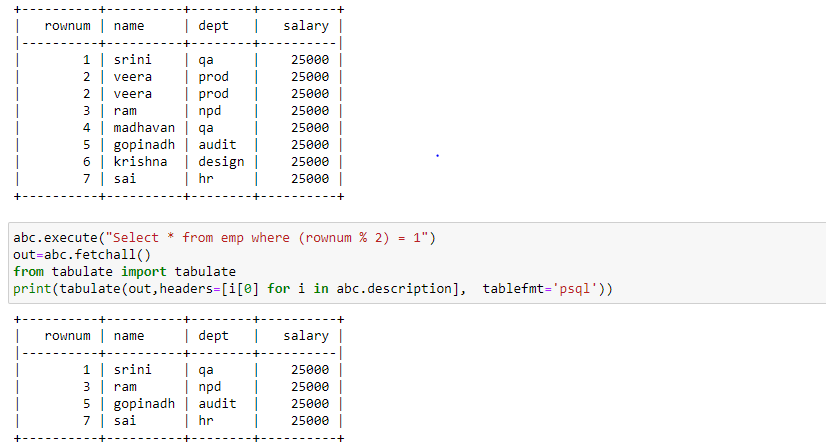 +----------+----------+--------+----------+
|   rownum | name     | dept   |   salary |
|----------+----------+--------+----------|
|        1 | srini    | qa     |    25000 |
|        2 | veera    | prod   |    25000 |
|        2 | veera    | prod   |    25000 |
|        3 | ram      | npd    |    25000 |
|        4 | madhavan | qa     |    25000 |
|        5 | gopinadh | audit  |    25000 |
|        6 | krishna  | design |    25000 |
|        7 | sai      | hr     |    25000 |
+----------+----------+--------+----------+
abc.execute("Select * from emp where (rownum % 2) = 1")
out=abc.fetchall()
from tabulate import tabulate
print(tabulate(out,headers=[i[0] for i in abc.description],  tablefmt='psql'))
+----------+----------+--------+----------+
|   rownum | name     | dept   |   salary |
|----------+----------+--------+----------|
|        1 | srini    | qa     |    25000 |
|        3 | ram      | npd    |    25000 |
|        5 | gopinadh | audit  |    25000 |
|        7 | sai      | hr     |    25000 |
+----------+----------+--------+----------+